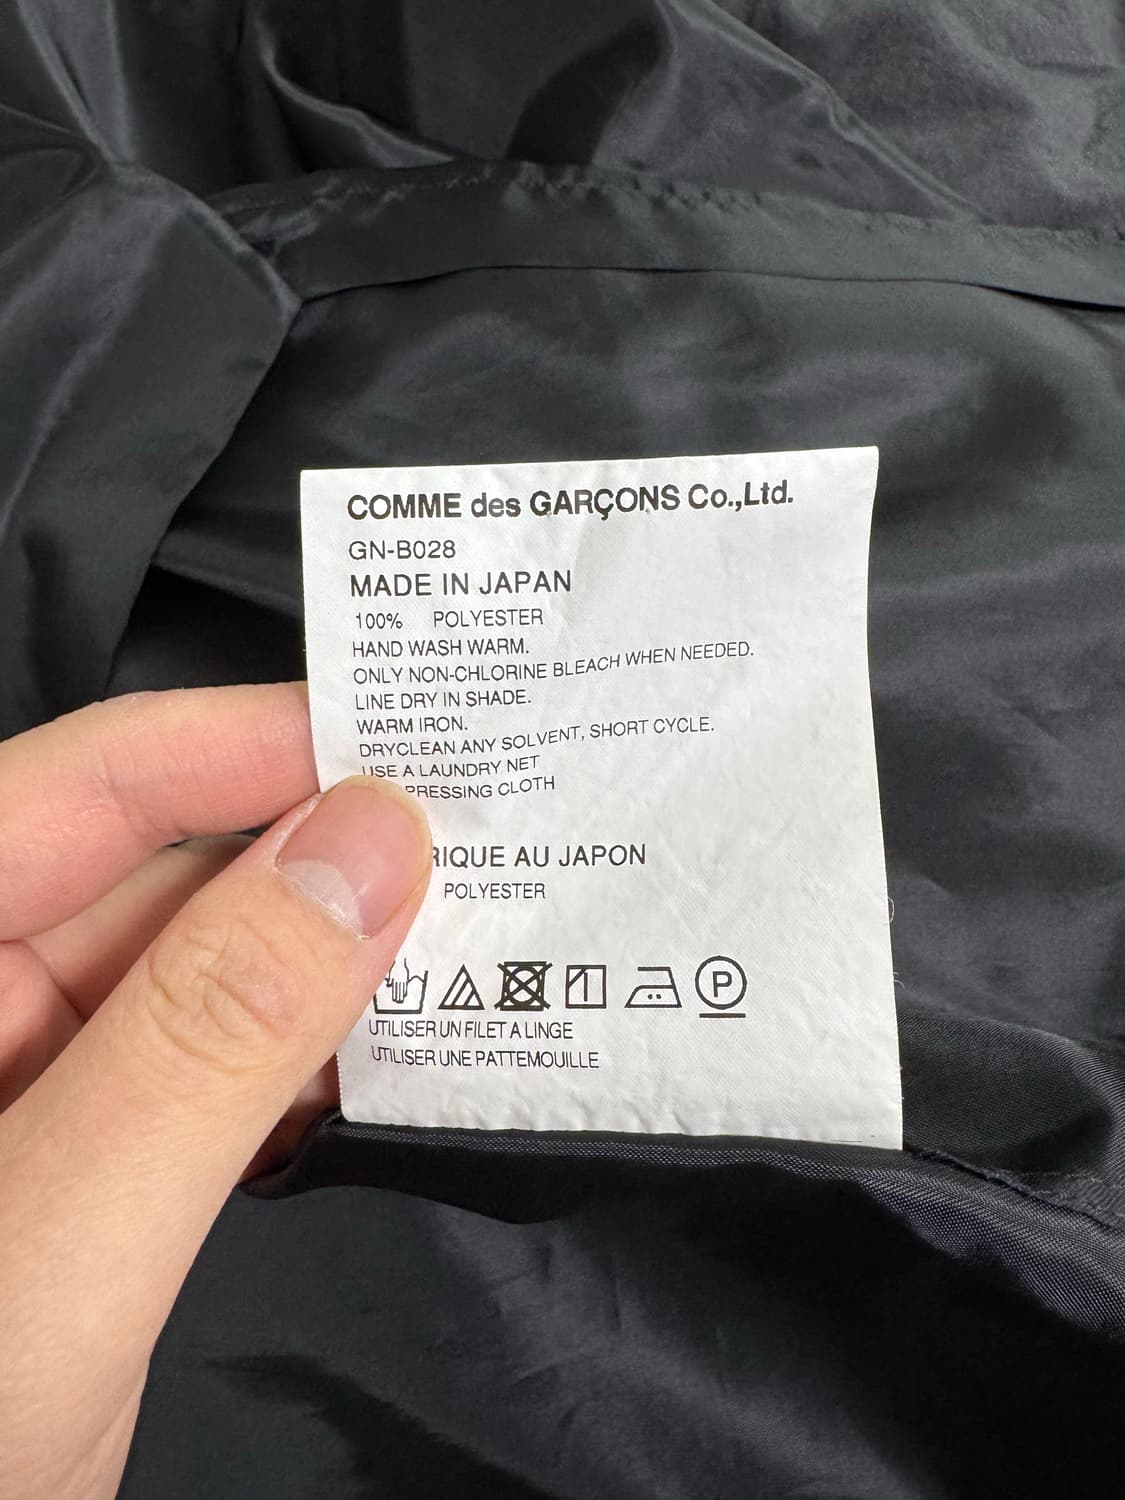 COMME des GARÇONS Co.,Ltd.
GN-B028
MADE IN JAPAN
100% POLYESTER
HAND WASH WARM.
ONLY NON-CHLORINE BLEACH WHEN NEEDED.
LINE DRY IN SHADE.
WARM IRON.
DRYCLEAN ANY SOLVENT, SHORT CYCLE.
USE A LAUNDRY NET
PRESSING CLOTH
AU JAPON
POLYESTER
P
UTILISER UN FILET A LINGE
UTILISER UNE PATTEMOUILLE